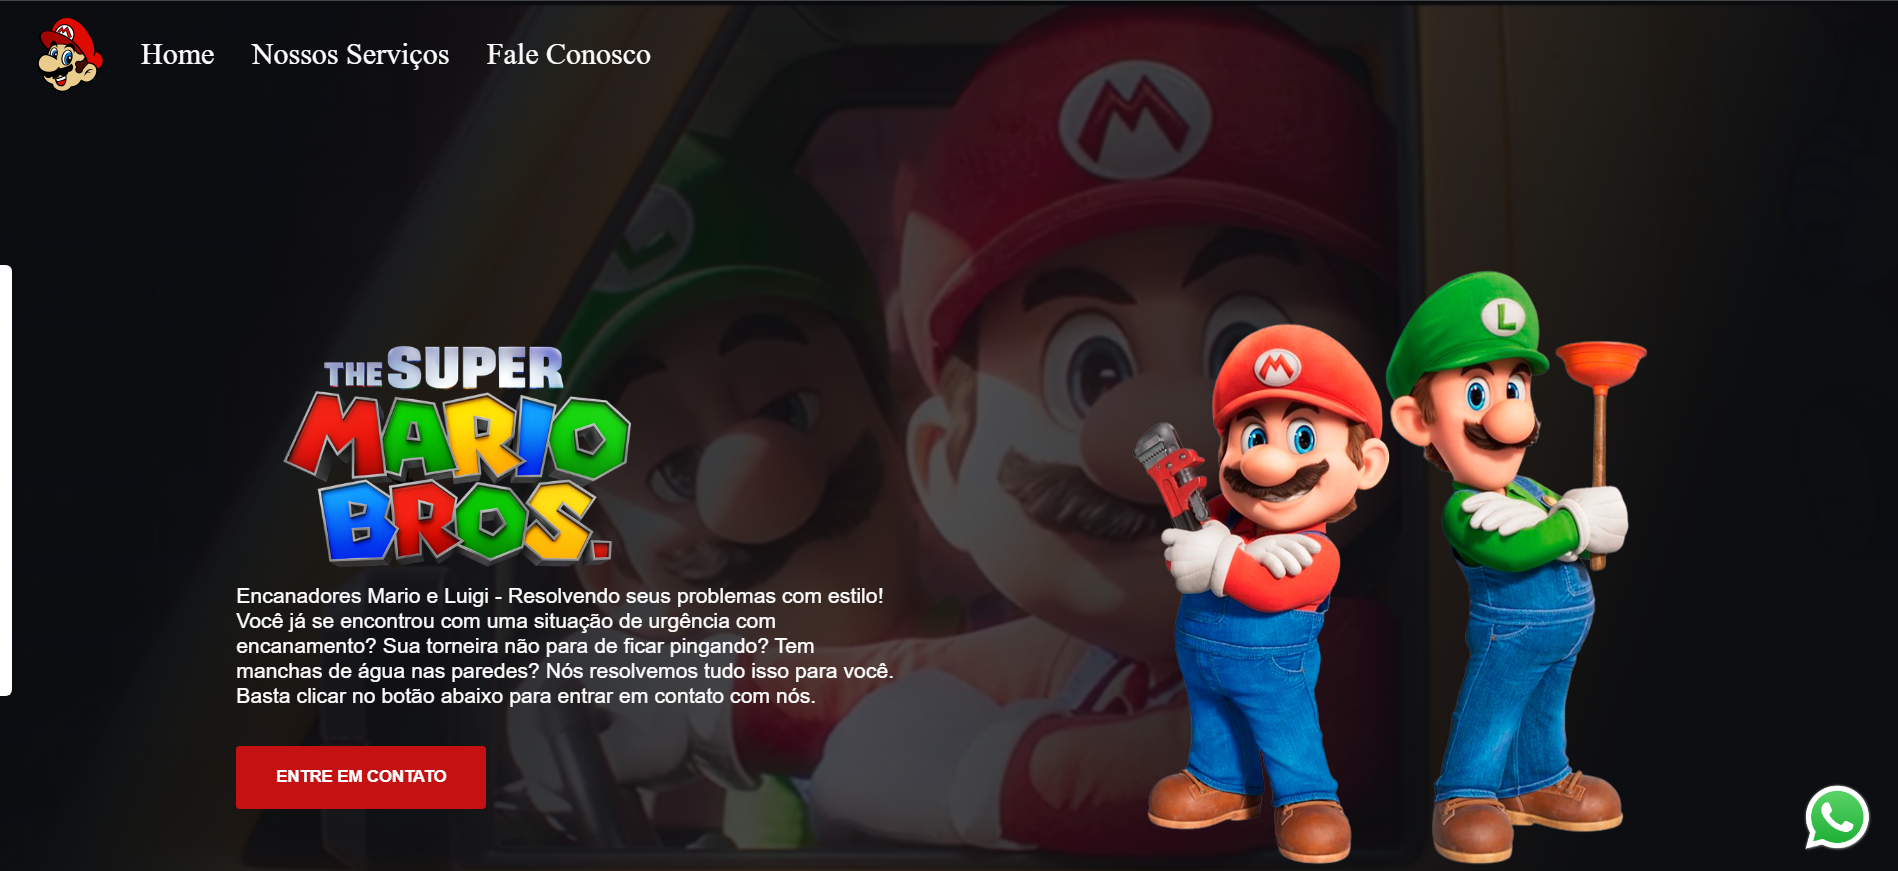 Home Nossos Serviços Fale Conosco
M
M
L
THE SUPER
MARIO
BROS.
M
L
Encanadores Mario e Luigi - Resolvendo seus problemas com estilo!
Você já se encontrou com uma situação de urgência com
encanamento? Sua torneira não para de ficar pingando? Tem
manchas de água nas paredes? Nós resolvemos tudo isso para você.
Basta clicar no botão abaixo para entrar em contato com nós.
ENTRE EM CONTATO